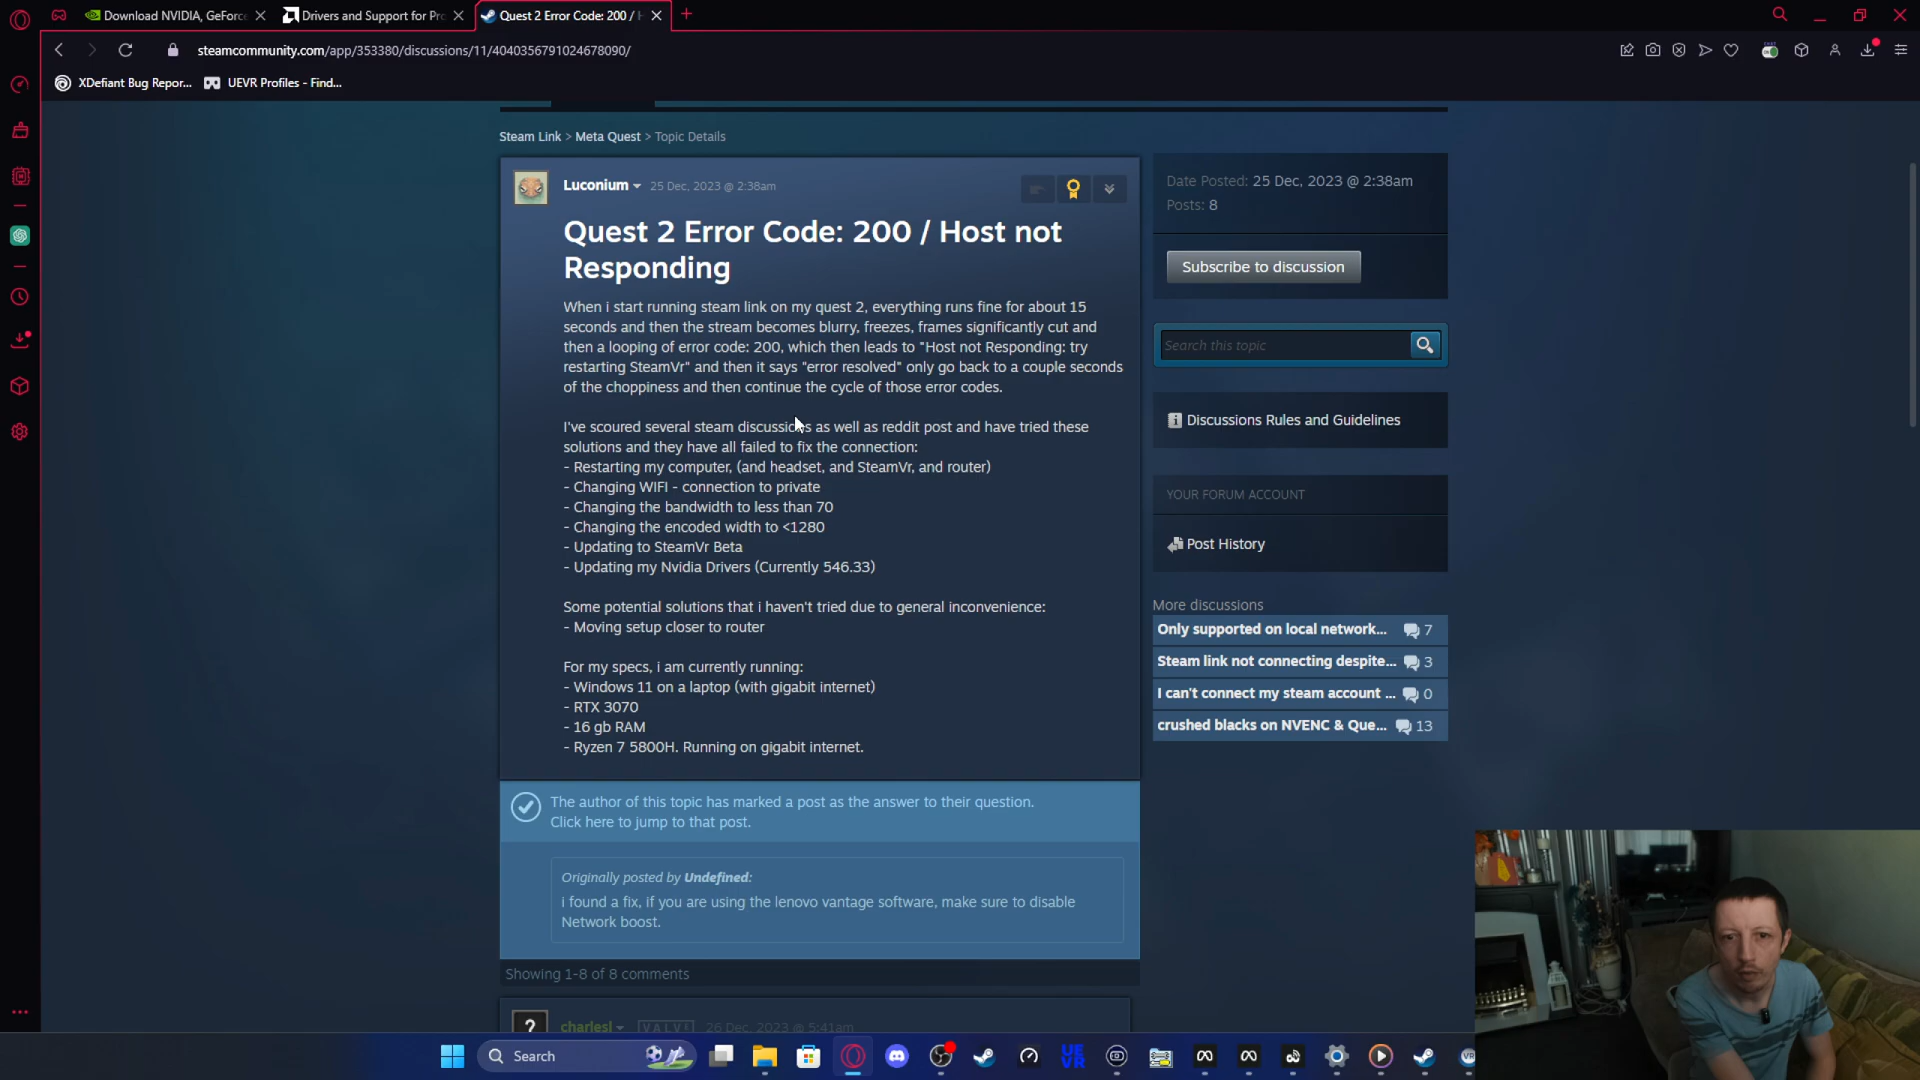 Download NVIDIA, GeForce
Drivers and Support for Pro
Quest 2 Error Code: 200 / H
steamcommunity.com/app/353380/discussions/11/4040356791024678090/
XDefiant Bug Repor...
UEVR Profiles - Find...
Steam Link > Meta Quest > Topic Details
Luconium 25 Dec, 2023 @ 2:38am
Quest 2 Error Code: 200 / Host not
Responding
When i start running steam link on my quest 2, everything runs fine for about 15
seconds and then the stream becomes blurry, freezes, frames significantly cut and
then a looping of error code: 200, which then leads to "Host not Responding: try
restarting SteamVr" and then it says "error resolved" only go back to a couple seconds
of the choppiness and then continue the cycle of those error codes.
I've scoured several steam discussions as well as reddit post and have tried these
solutions and they have all failed to fix the connection:
- Restarting my computer, (and headset, and SteamVr, and router)
- Changing WIFI - connection to private
- Changing the bandwidth to less than 70
- Changing the encoded width to <1280
- Updating to SteamVr Beta
- Updating my Nvidia Drivers (Currently 546.33)
Some potential solutions that i haven't tried due to general inconvenience:
- Moving setup closer to router
For my specs, i am currently running:
- Windows 11 on a laptop (with gigabit internet)
- RTX 3070
- 16 gb RAM
- Ryzen 7 5800H. Running on gigabit internet.
The author of this topic has marked a post as the answer to their question.
Click here to jump to that post.
Originally posted by Undefined:
i found a fix, if you are using the lenovo vantage software, make sure to disable
Network boost.
Showing 1-8 of 8 comments
charlesl VALVE 26 Dec, 2023 @ 5:41am
Date Posted: 25 Dec, 2023 @ 2:38am
Posts: 8
Subscribe to discussion
Search this topic
Discussions Rules and Guidelines
YOUR FORUM ACCOUNT
Post History
More discussions
Only supported on local network... 7
Steam link not connecting despite... 3
I can't connect my steam account ... 0
crushed blacks on NVENC & Que... 13
Search
UE
VR